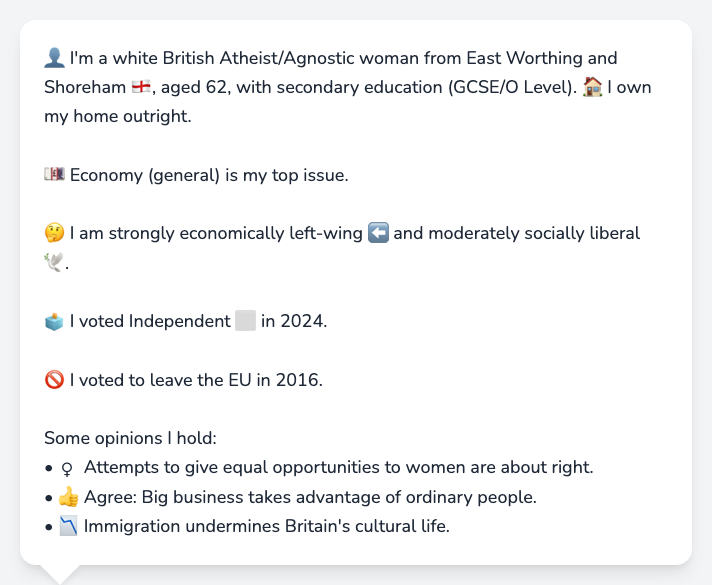 👤 I'm a white British Atheist/Agnostic woman from East Worthing and
Shoreham 🏴󠁧󠁢󠁥󠁮󠁧󠁿, aged 62, with secondary education (GCSE/O Level). 🏠 I own
my home outright.
💷 Economy (general) is my top issue.
🤔 I am strongly economically left-wing ⬅️ and moderately socially liberal
🕊️.
🗳️ I voted Independent ⬜ in 2024.
🚫 I voted to leave the EU in 2016.
Some opinions I hold:
• ♀ Attempts to give equal opportunities to women are about right.
• 👍 Agree: Big business takes advantage of ordinary people.
• 📉 Immigration undermines Britain's cultural life.